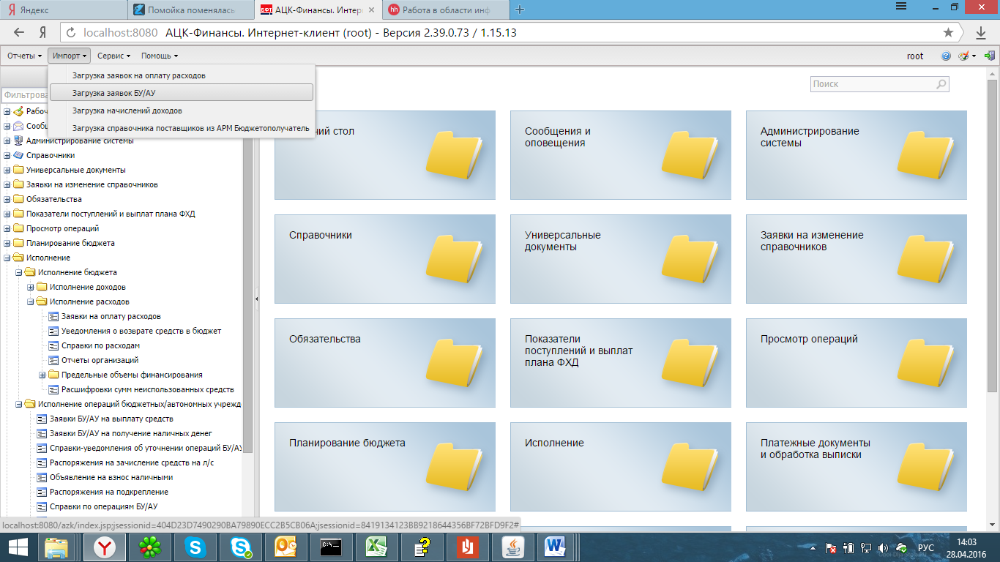 Яндекс
Помойка поменялась
БФТ АЦК-Финансы. Интер
hh Работа в области инф
Я localhost:8080 АЦК-Финансы. Интернет-клиент (root) - Версия 2.39.0.73 / 1.15.13
Отчеты Импорт Сервис Помощь root
Загрузка заявок на оплату расходов
Загрузка заявок БУ/АУ
Загрузка начислений доходов
Загрузка справочника поставщиков из АРМ Бюджетополучатель
Поиск
Фильтрова
Рабоч
Сообщ
Администрирование системы
Справочники
Универсальные документы
Заявки на изменение справочников
Обязательства
Показатели поступлений и выплат плана ФХД
Просмотр операций
Планирование бюджета
Исполнение
Исполнение бюджета
Исполнение доходов
Исполнение расходов
Заявки на оплату расходов
Уведомления о возврате средств в бюджет
Справки по расходам
Отчеты организаций
Предельные объемы финансирования
Расшифровки сумм неиспользованных средств
Исполнение операций бюджетных/автономных учрежд
Заявки БУ/АУ на выплату средств
Заявки БУ/АУ на получение наличных денег
Справки-уведомления об уточнении операций БУ/АУ
Распоряжения на зачисление средств на л/с
Объявление на взнос наличными
Распоряжения на подкрепление
Справки по операциям БУ/АУ
ний стол
Сообщения и
оповещения
Администрирование
системы
Справочники
Универсальные
документы
Заявки на изменение
справочников
Обязательства
Показатели
поступлений и выплат
плана ФХД
Просмотр операций
Планирование бюджета
Исполнение
Платежные документы
и обработка выписки
localhost:8080/azk/index.jsp;jsessionid=404D23D7490290BA79890ECC2B5CB06A;jsessionid=8419134123BB9218644356BF72BFD9F2#
РУС
14:03
28.04.2016